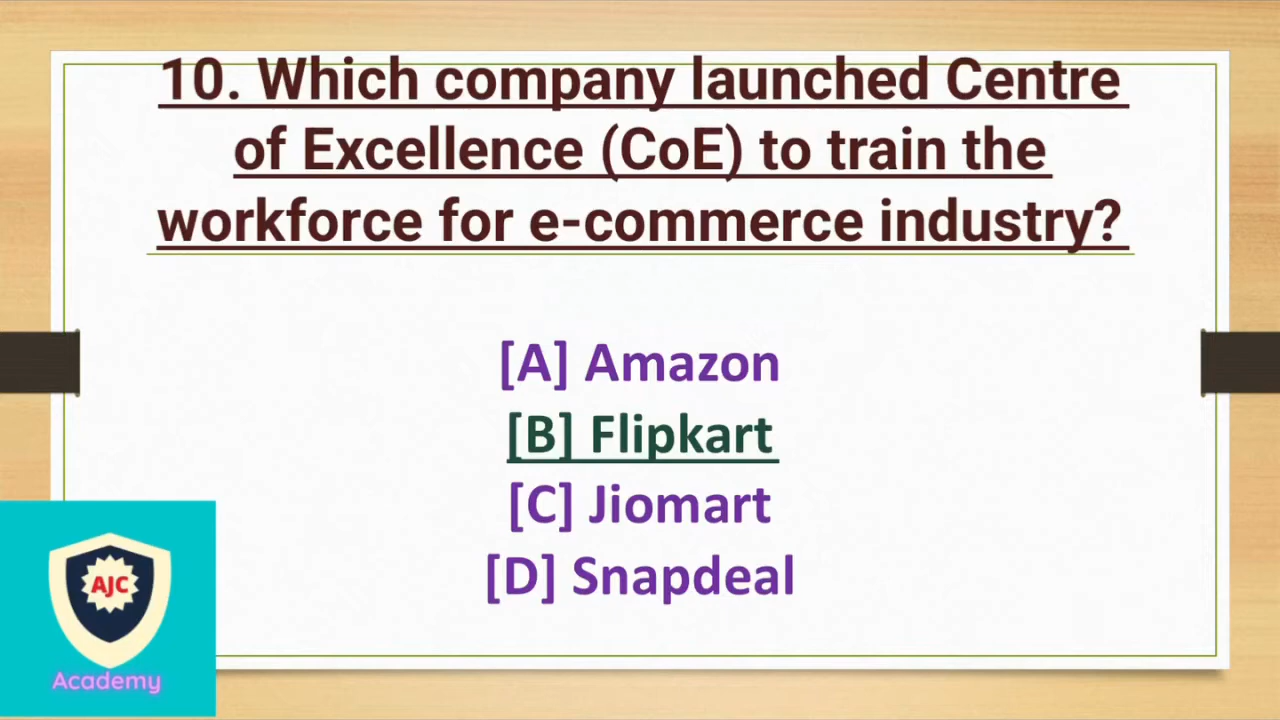 10. Which company launched Centre
of Excellence (CoE) to train the
workforce for e-commerce industry?
[A] Amazon
[B] Flipkart
[C] Jiomart
[D] Snapdeal
AJC
Academy